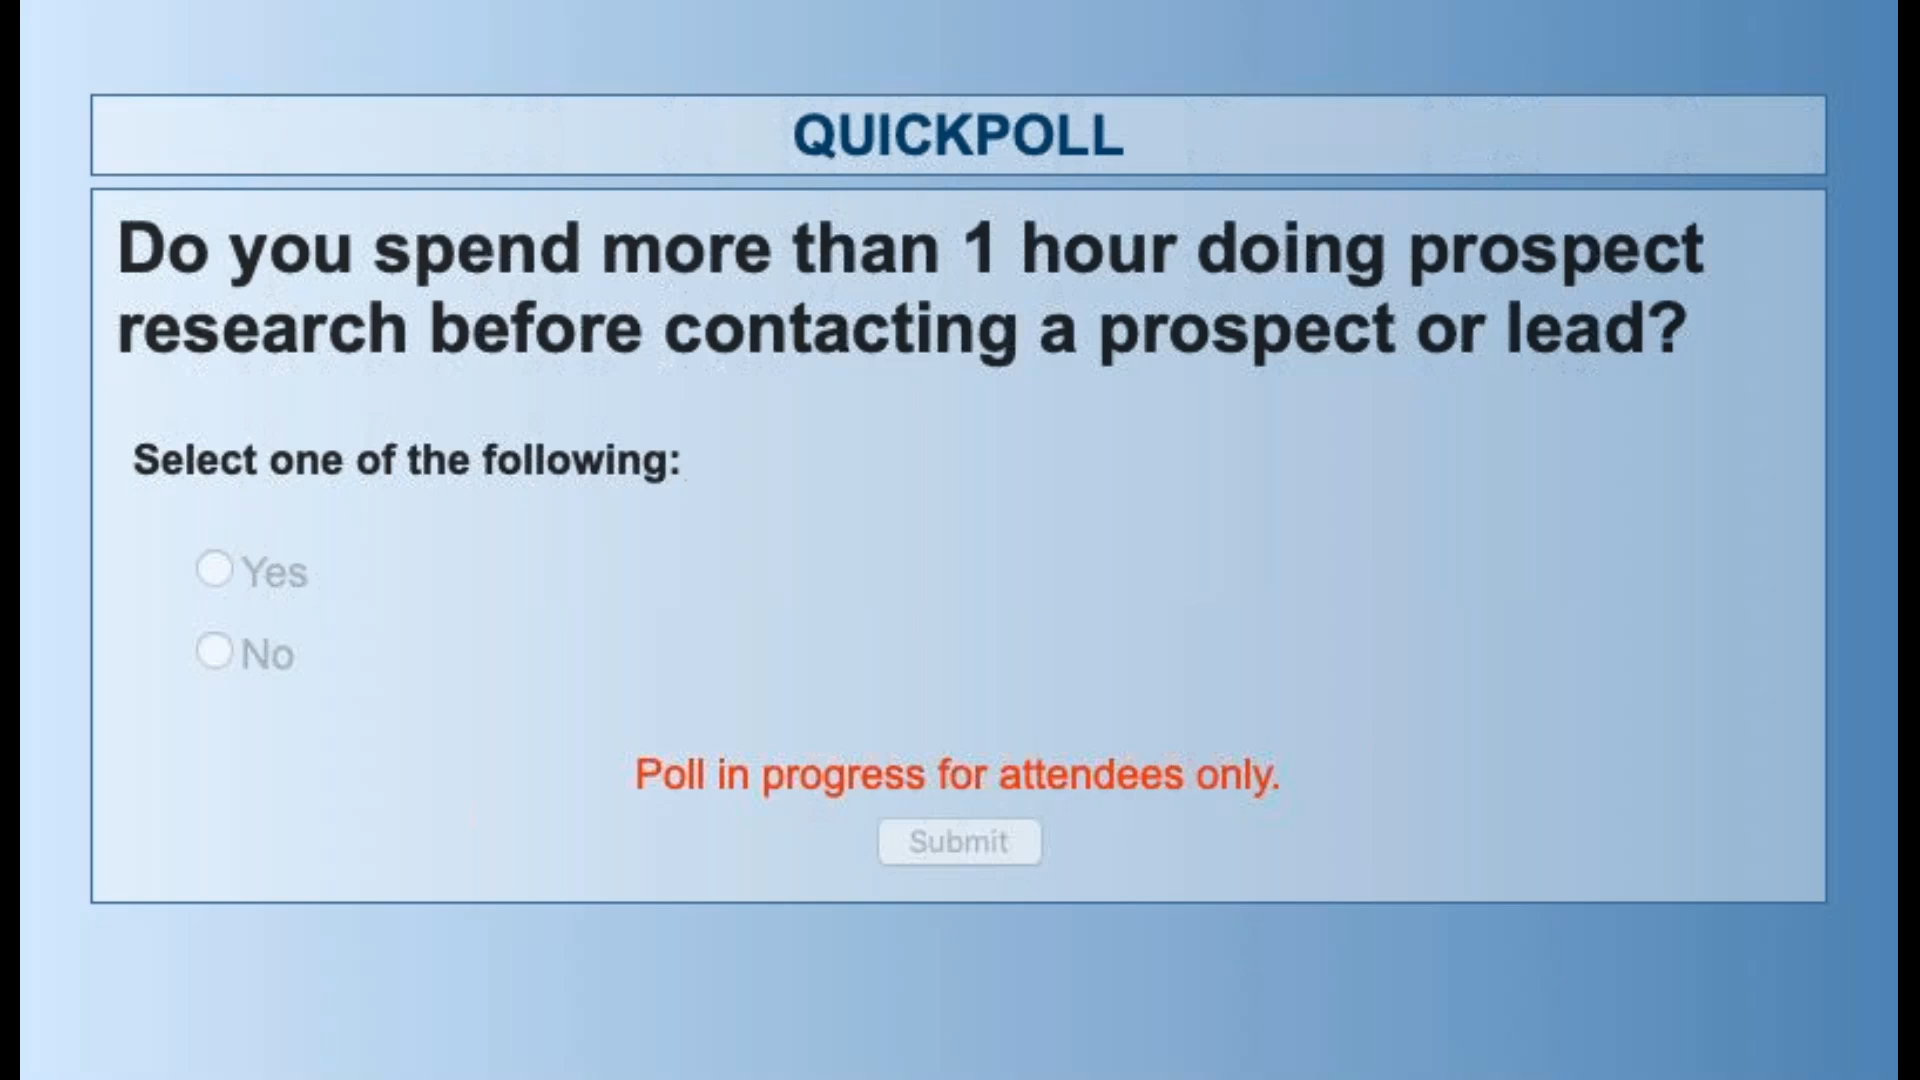 QUICKPOLL
Do you spend more than 1 hour doing prospect
research before contacting a prospect or lead?
Select one of the following:
Yes
No
Poll in progress for attendees only.
Submit